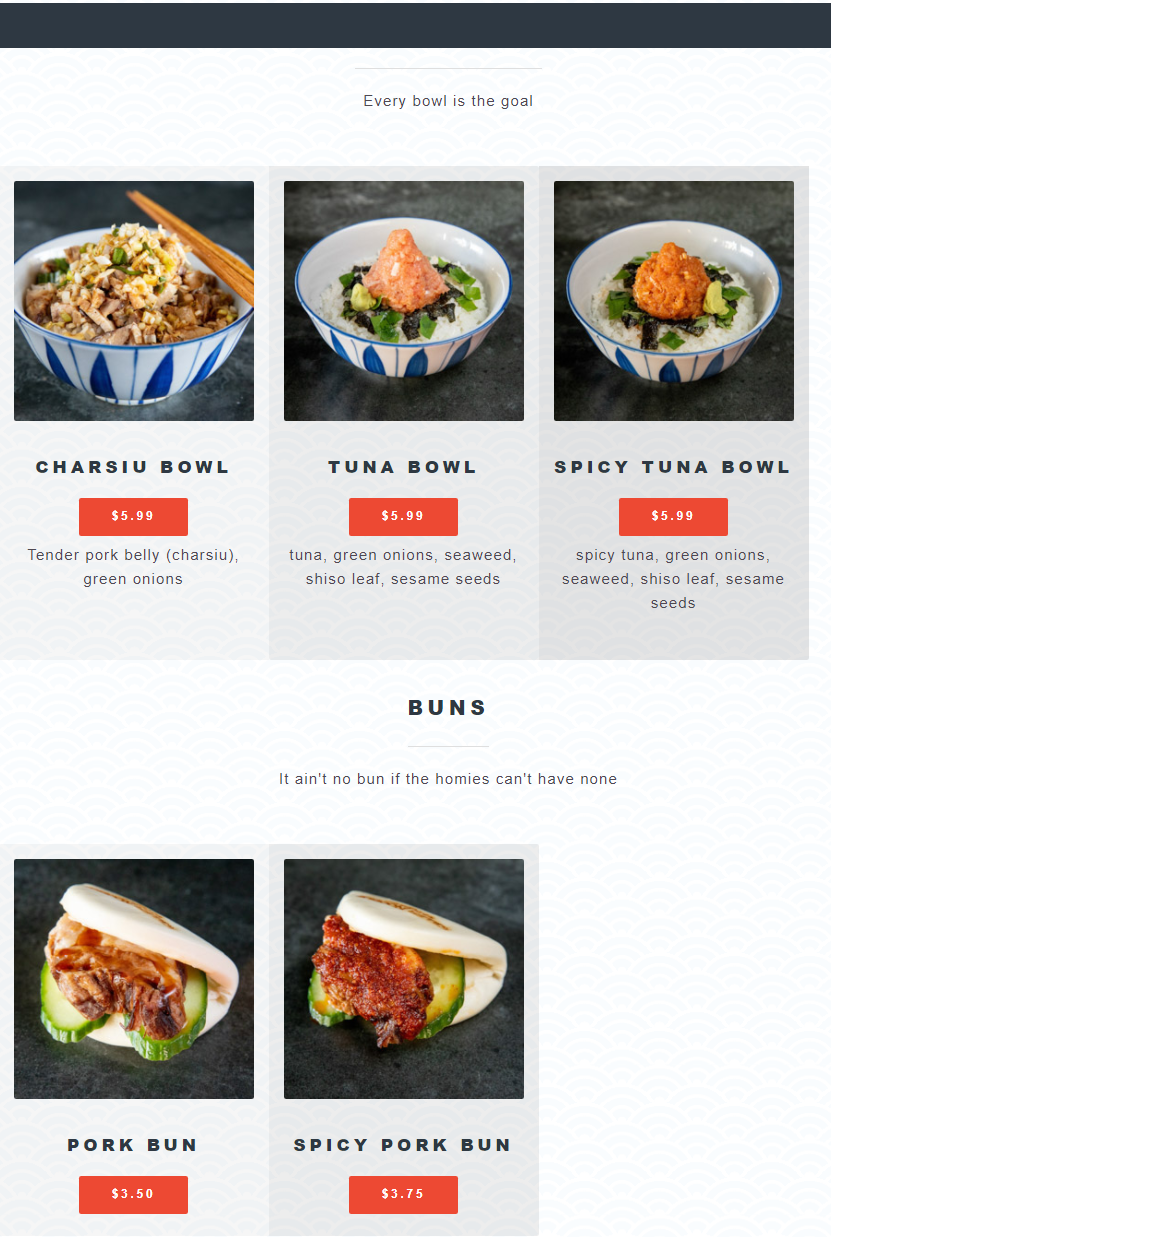 Every bowl is the goal
CHARSIU BOWL
$5.99
Tender pork belly (charsiu),
green onions
TUNA BOWL
$5.99
tuna, green onions, seaweed,
shiso leaf, sesame seeds
SPICY TUNA BOWL
$5.99
spicy tuna, green onions,
seaweed, shiso leaf, sesame
seeds
BUNS
It ain't no bun if the homies can't have none
PORK BUN
$3.50
SPICY PORK BUN
$3.75